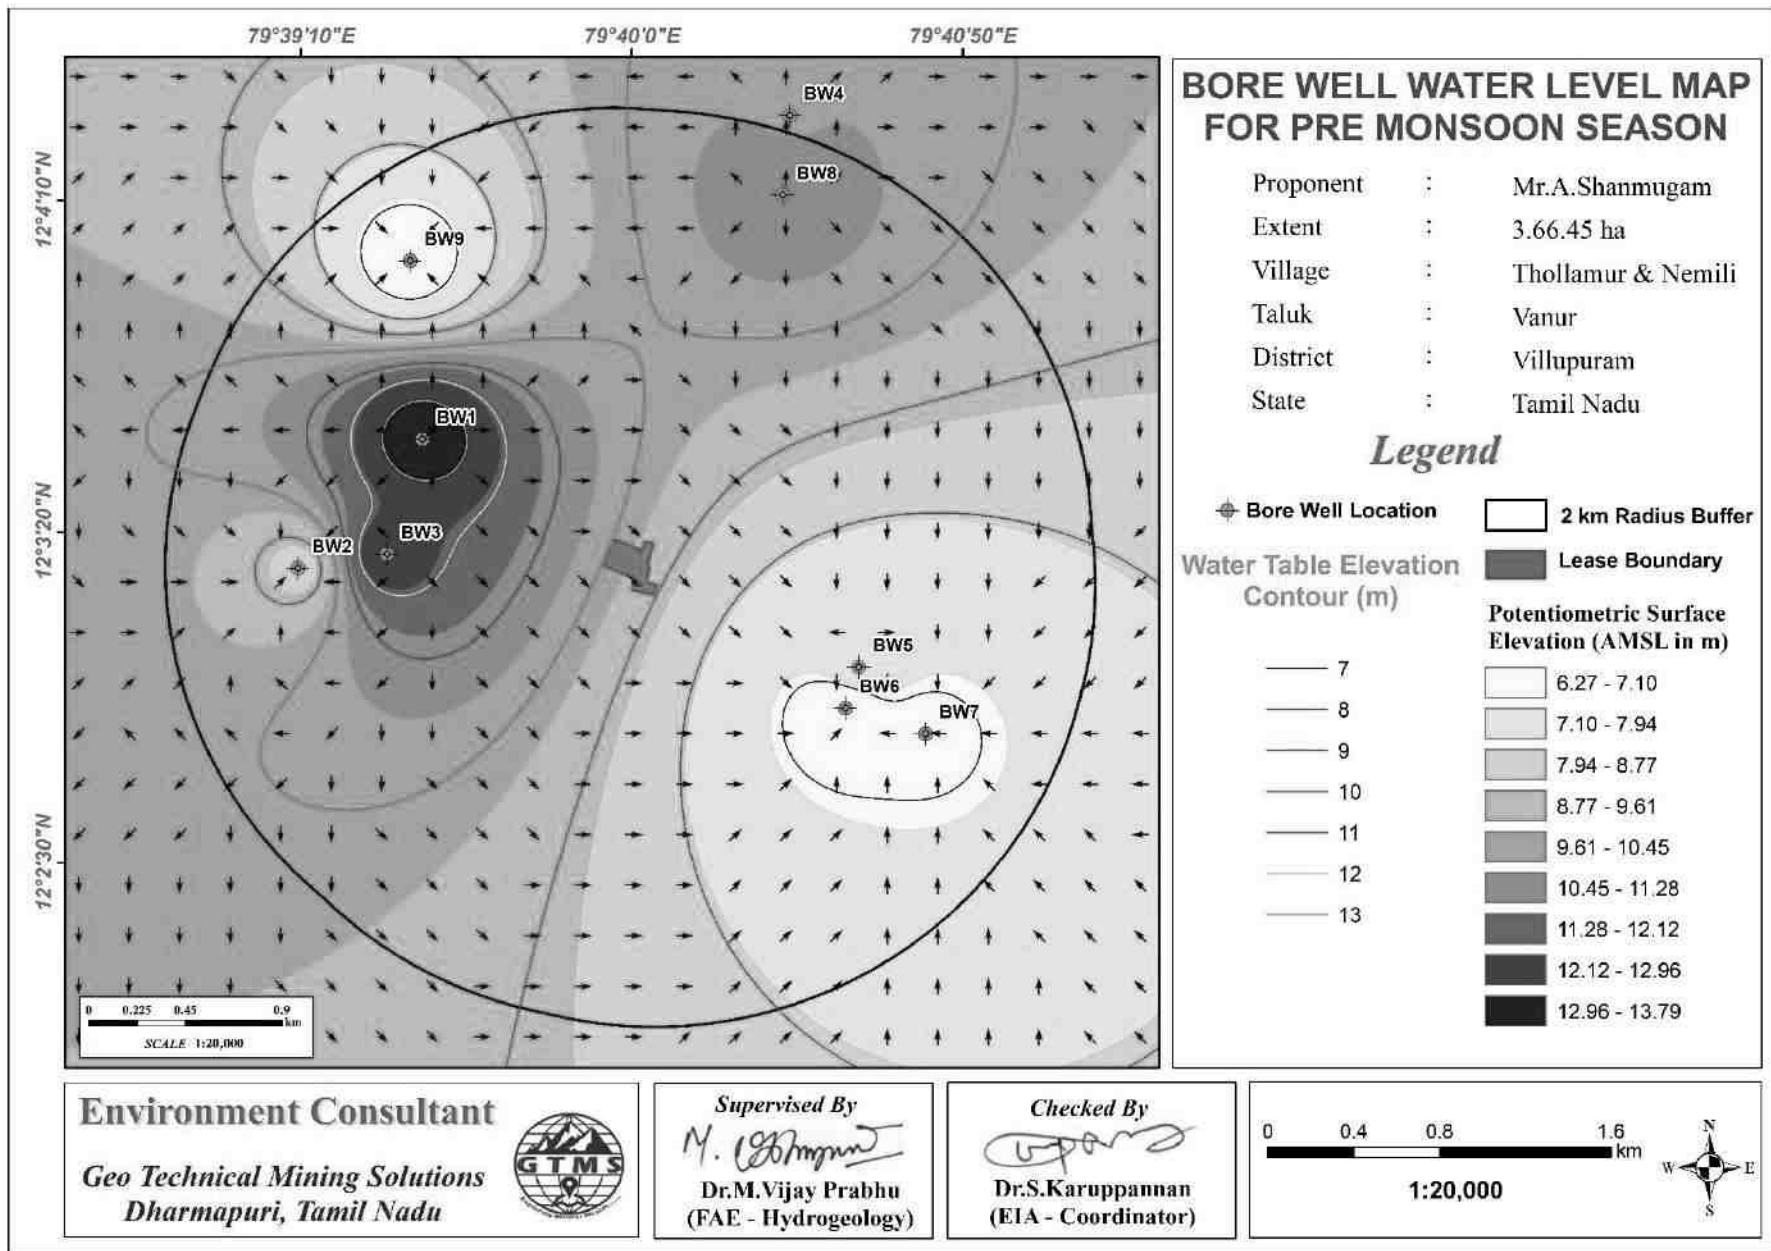 79°39'10"E
79°40'0"E
79°40'50"E
12°4'10"N
12°3'20"N
12°2'30"N
BW4
BW8
BW9
BW1
BW3
BW2
BW5
BW6
BW7
0 0.225 0.45 0.9
km
SCALE 1:20,000
BORE WELL WATER LEVEL MAP
FOR PRE MONSOON SEASON
Proponent : Mr.A.Shanmugam
Extent : 3.66.45 ha
Village : Thollamur & Nemili
Taluk : Vanur
District : Villupuram
State : Tamil Nadu
Legend
Bore Well Location
2 km Radius Buffer
Lease Boundary
Water Table Elevation
Contour (m)
7
8
9
10
11
12
13
Potentiometric Surface
Elevation (AMSL in m)
6.27 - 7.10
7.10 - 7.94
7.94 - 8.77
8.77 - 9.61
9.61 - 10.45
10.45 - 11.28
11.28 - 12.12
12.12 - 12.96
12.96 - 13.79
Environment Consultant
Geo Technical Mining Solutions
Dharmapuri, Tamil Nadu
GTMS
Supervised By
Dr.M.Vijay Prabhu
(FAE - Hydrogeology)
Checked By
Dr.S.Karuppannan
(EIA - Coordinator)
0 0.4 0.8 1.6
km
1:20,000
N
W E
S